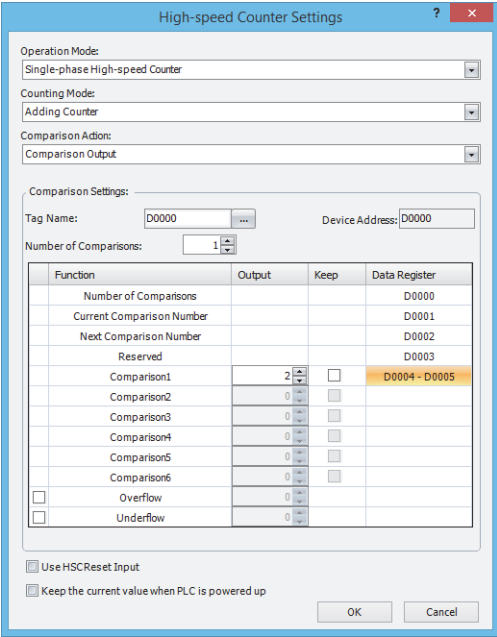 High-speed Counter Settings
? ×
Operation Mode:
Single-phase High-speed Counter
Counting Mode:
Adding Counter
Comparison Action:
Comparison Output
Comparison Settings:
Tag Name: D0000 ... Device Address: D0000
Number of Comparisons: 1
Function Output Keep Data Register
Number of Comparisons D0000
Current Comparison Number D0001
Next Comparison Number D0002
Reserved D0003
Comparison1 2 D0004 - D0005
Comparison2 0
Comparison3 0
Comparison4 0
Comparison5 0
Comparison6 0
Overflow 0
Underflow 0
Use HSCReset Input
Keep the current value when PLC is powered up
OK Cancel